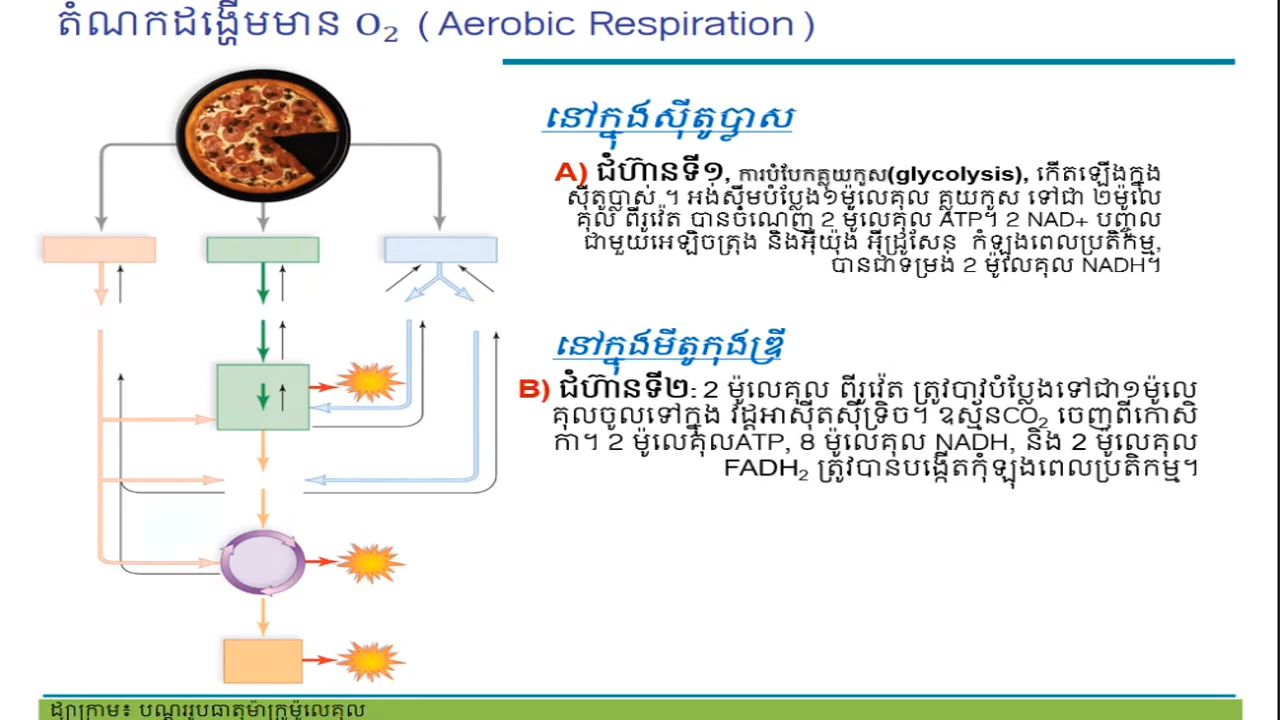 តំណកដង្ហើមមាន O₂ (Aerobic Respiration)
នៅក្នុងស៊ីតូប្លាស
A) ជំហ៊ានទី១, ការបំបែកគ្លុយកូស(glycolysis), កើតឡើងក្នុង
ស៊ីតូប្លាស់ ។ អង់ស៊ីមបំប្លែង១ម៉ូលេគុល គ្លុយកូស ទៅជា ២ម៉ូលេ
គុល ពីរូវ៉េត បានចំណេញ 2 ម៉ូលេគុល ATP។ 2 NAD+ បញ្ចូល
ជាមួយអេឡិចត្រុង និងអ៊ីយ៉ុង អ៊ីដ្រូសែន កំឡុងពេលប្រតិកម្ម,
បានជាទម្រង់ 2 ម៉ូលេគុល NADH។
នៅក្នុងមីតូកុងឌ្រី
B) ជំហ៊ានទី២: 2 ម៉ូលេគុល ពីរូវ៉េត ត្រូវបាវបំប្លែងទៅជា១ម៉ូលេ
គុលចូលទៅក្នុង វដ្តអាស៊ីតស៊ីទ្រិច។ ឧស្ម័នCO₂ ចេញពីកោសិ
កា។ 2 ម៉ូលេគុលATP, 8 ម៉ូលេគុល NADH, និង 2 ម៉ូលេគុល
FADH₂ ត្រូវបានបង្កើតកុំឡុងពេលប្រតិកម្ម។
ដ្យាក្រាម៖ បណ្តូររូបធាតុម៉ាក្រូម៉ូលេគុល